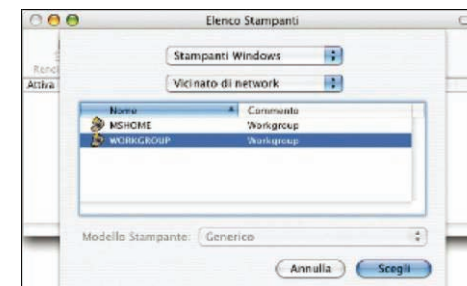 Elenco Stampanti
Attiva
Stampanti Windows
Vicinato di network
Nome Commento
MSHOME Workgroup
WORKGROUP Workgroup
Modello Stampante: Generico
Annulla Scegli